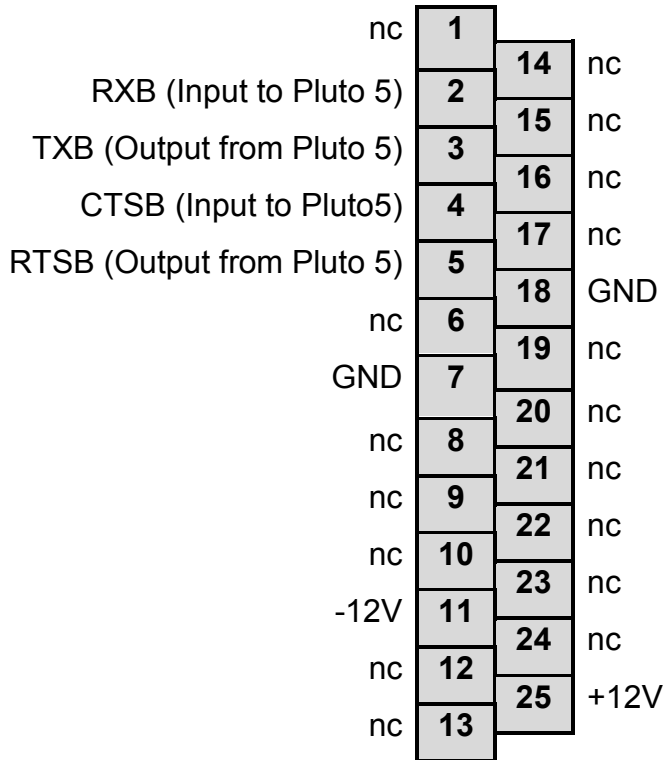 nc 1
14 nc
RXB (Input to Pluto 5) 2
15 nc
TXB (Output from Pluto 5) 3
16 nc
CTSB (Input to Pluto5) 4
17 nc
RTSB (Output from Pluto 5) 5
18 GND
nc 6
19 nc
GND 7
20 nc
nc 8
21 nc
nc 9
22 nc
nc 10
23 nc
-12V 11
24 nc
nc 12
25 +12V
nc 13